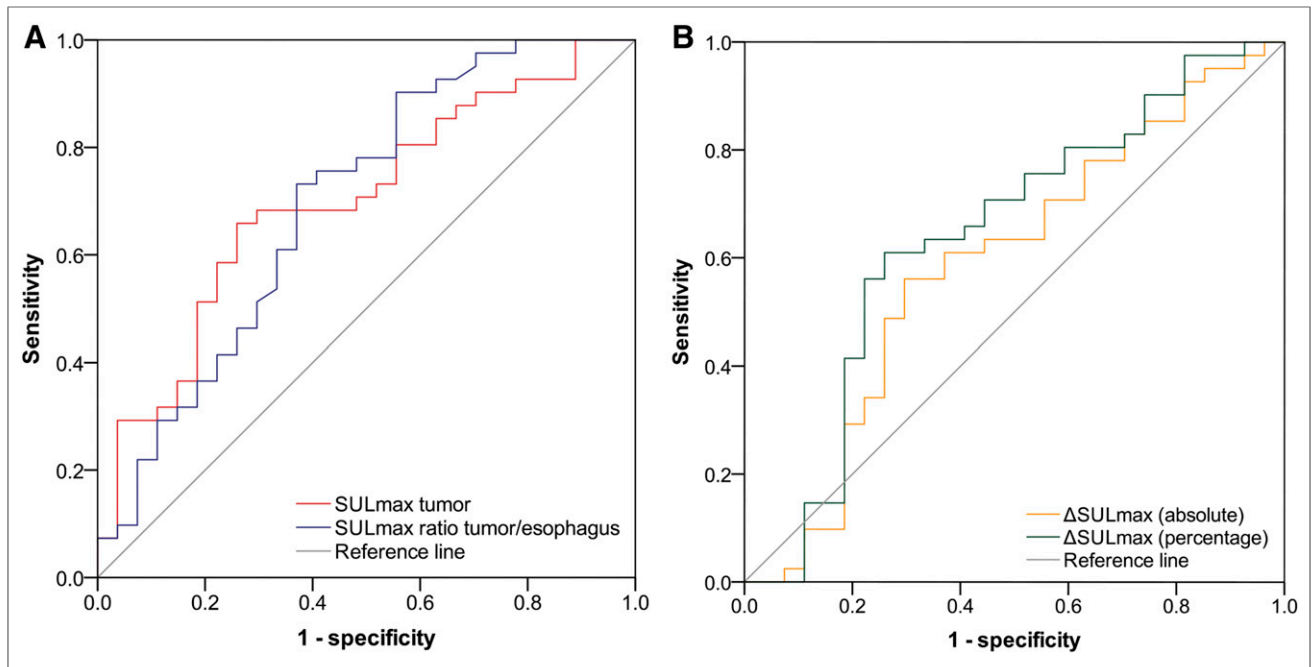 A
1.0
0.8
0.6
0.4
0.2
0.0
Sensitivity
SULmax tumor
SULmax ratio tumor/esophagus
Reference line
0.0 0.2 0.4 0.6 0.8 1.0
1 - specificity
B
1.0
0.8
0.6
0.4
0.2
0.0
Sensitivity
ΔSULmax (absolute)
ΔSULmax (percentage)
Reference line
0.0 0.2 0.4 0.6 0.8 1.0
1 - specificity